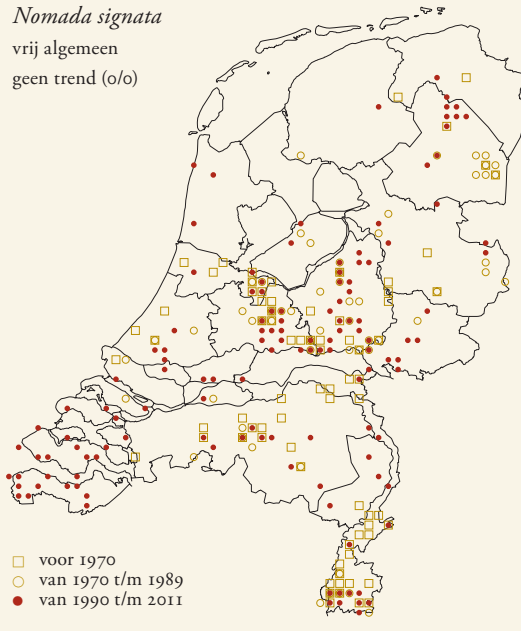 Nomada signata
vrij algemeen
geen trend (0/0)
voor 1970
van 1970 t/m 1989
van 1990 t/m 2011